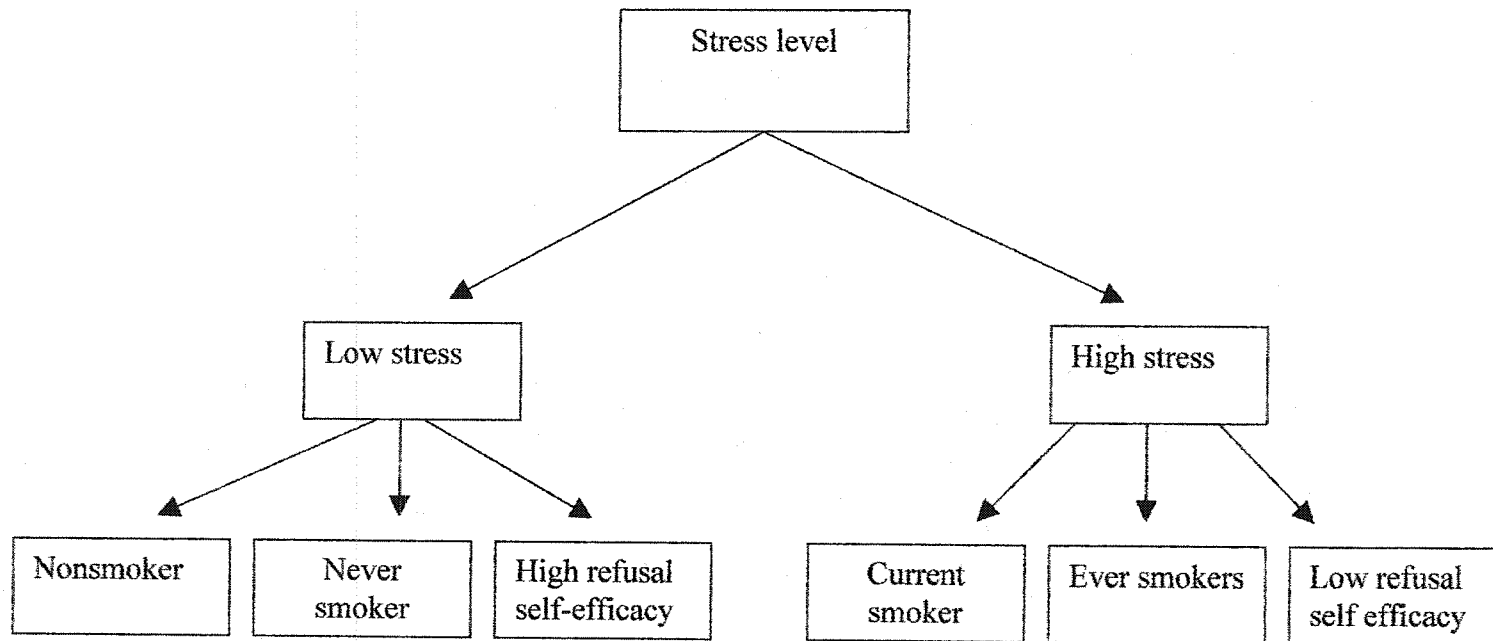 Stress level
Low stress
High stress
Nonsmoker
Never
smoker
High refusal
self-efficacy
Current
smoker
Ever smokers
Low refusal
self efficacy